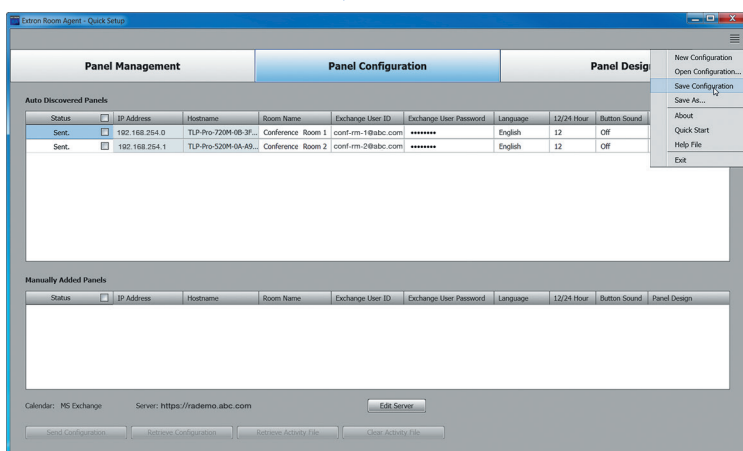 Extron Room Agent - Quick Setup
Panel Management Panel Configuration Panel Desig
New Configuration
Open Configuration...
Save Configuration
Save As...
About
Quick Start
Help File
Exit
Auto Discovered Panels
Status IP Address Hostname Room Name Exchange User ID Exchange User Password Language 12/24 Hour Button Sound
Sent. 192.168.254.0 TLP-Pro-720M-0B-3F... Conference Room 1 conf-rm-1@abc.com •••••••• English 12 Off
Sent. 192.168.254.1 TLP-Pro-520M-0A-A9... Conference Room 2 conf-rm-2@abc.com •••••••• English 12 Off
Manually Added Panels
Status IP Address Hostname Room Name Exchange User ID Exchange User Password Language 12/24 Hour Button Sound Panel Design
Calendar: MS Exchange Server: https://rademo.abc.com Edit Server
Send Configuration Retrieve Configuration Retrieve Activity File Clear Activity File